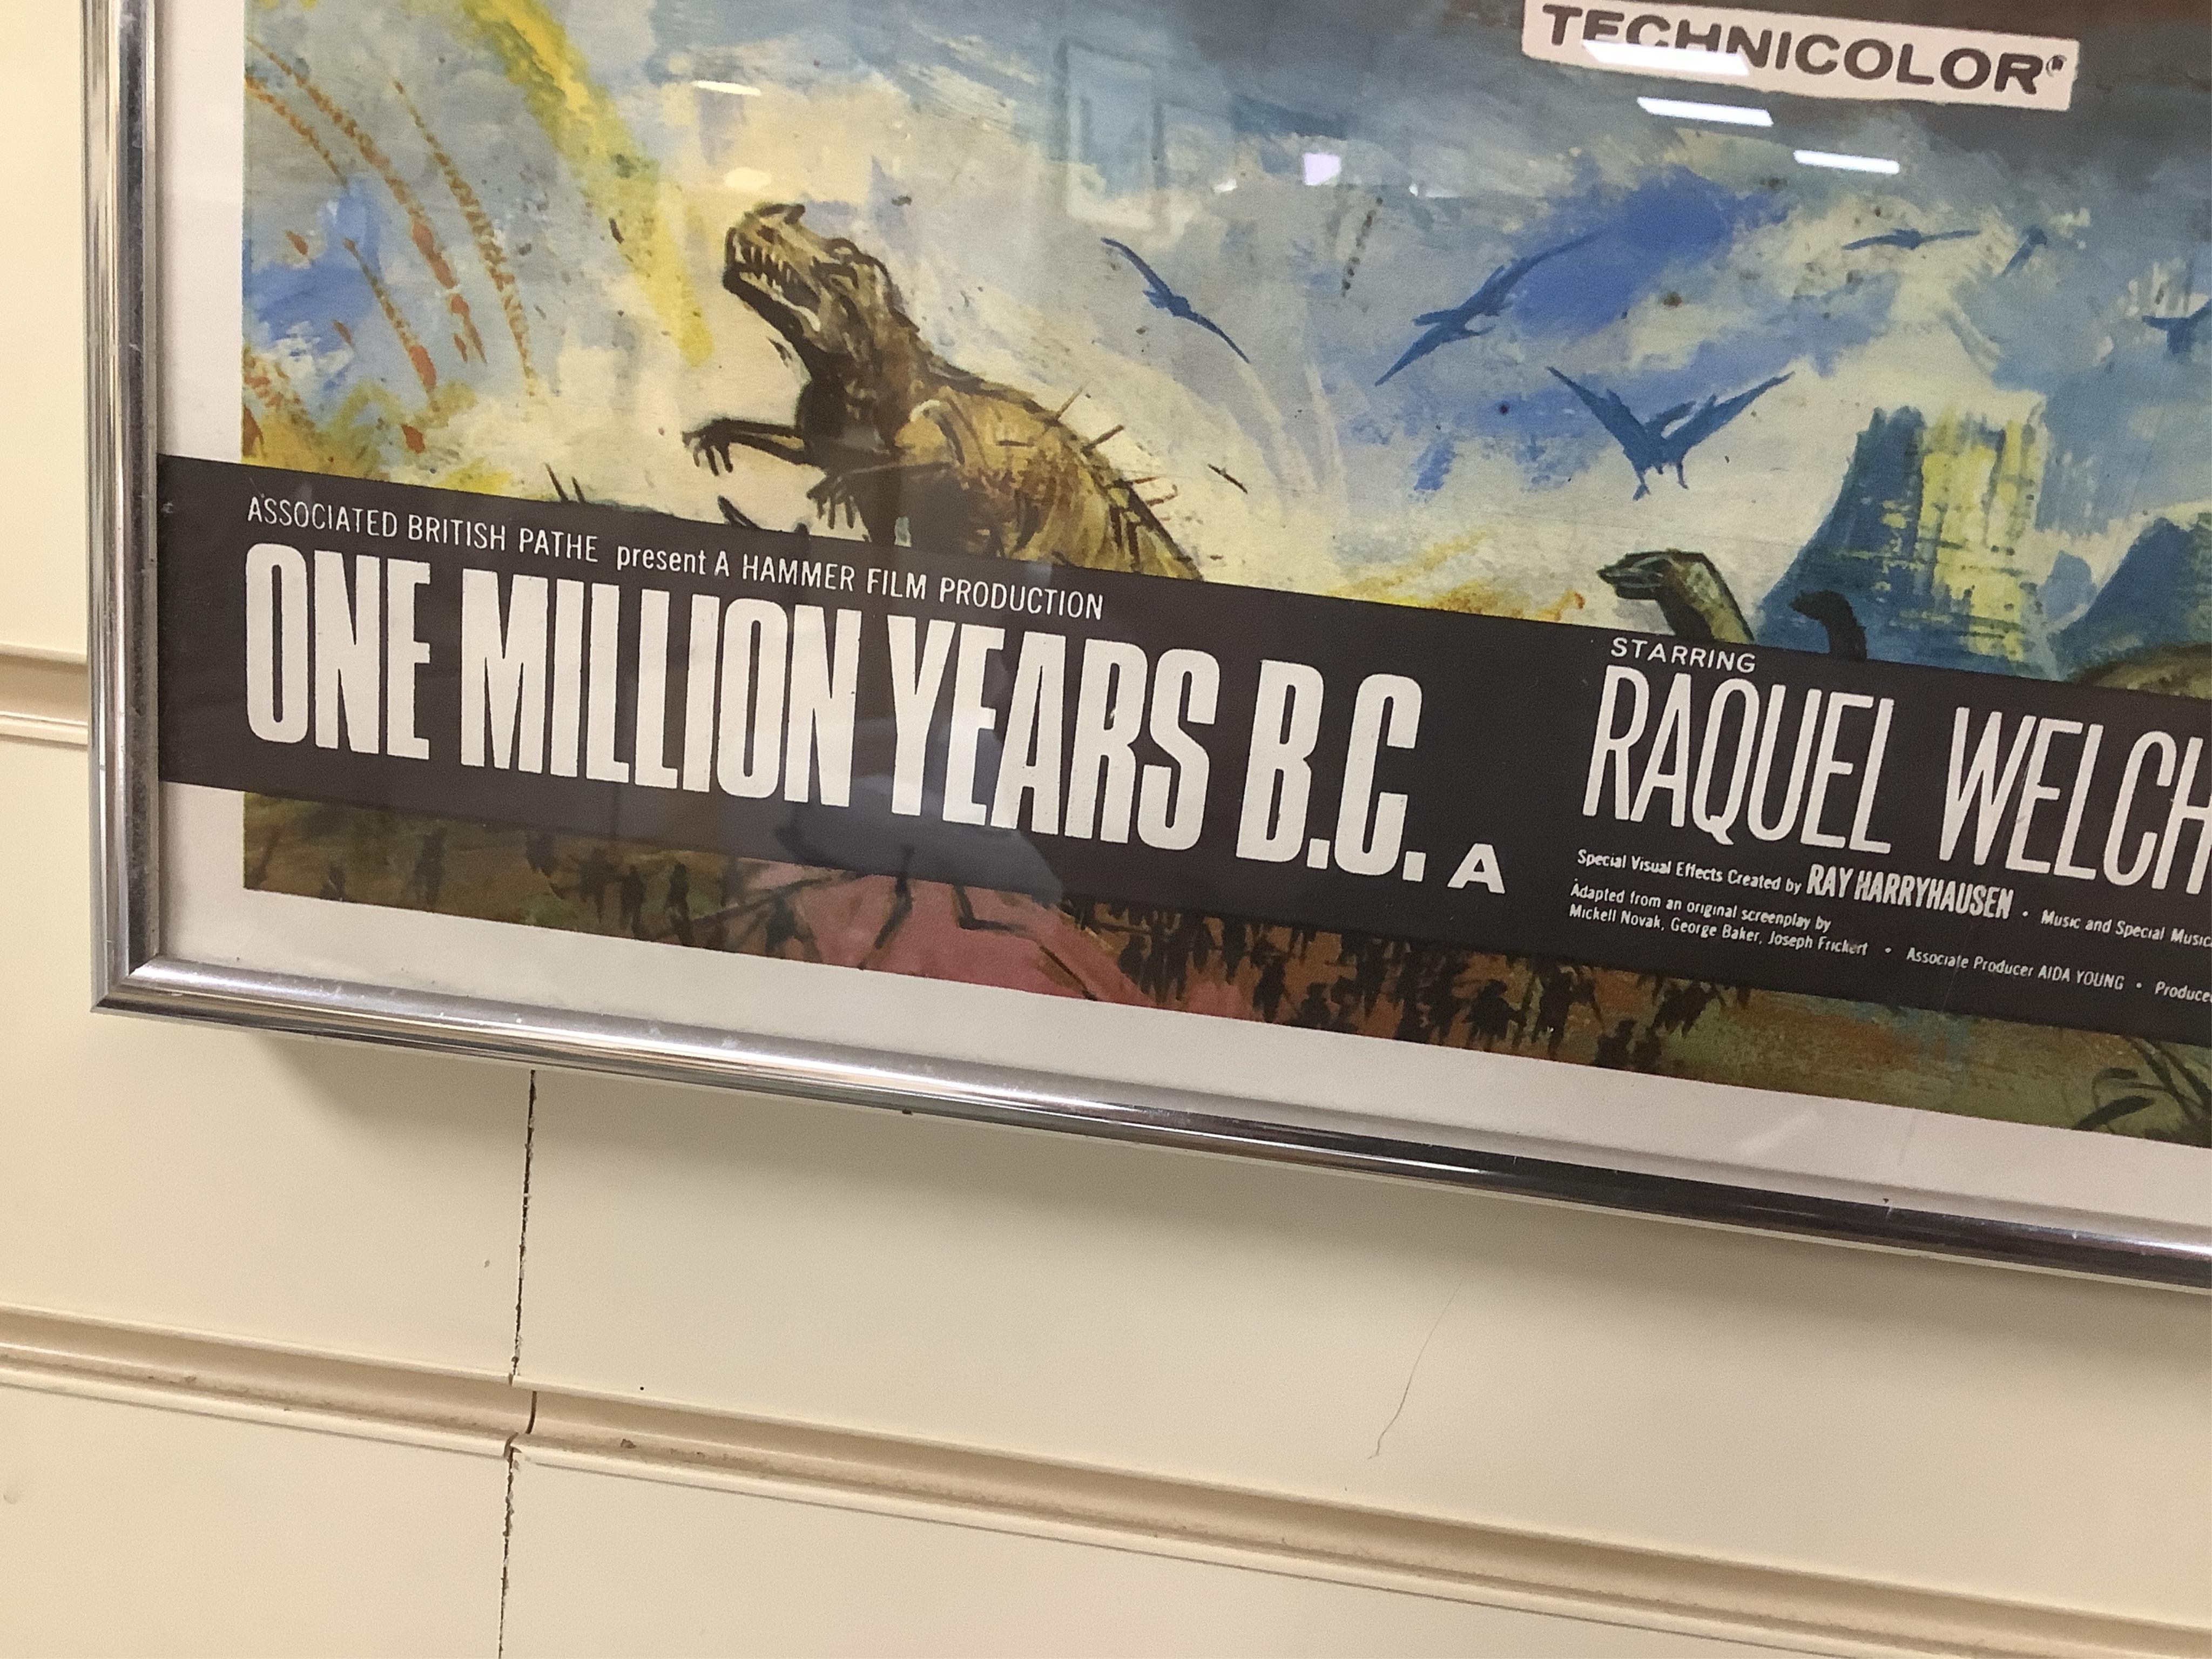 TECHNICOLOR®
ASSOCIATED BRITISH PATHE present A HAMMER FILM PRODUCTION
ONE MILLION YEARS B.C. A
STARRING
RAQUEL WELCH
Special Visual Effects Created by RAY HARRYHAUSEN • Music and Special Music
Adapted from an original screenplay by
Mickell Novak, George Baker, Joseph Frickert • Associate Producer AIDA YOUNG • Produce